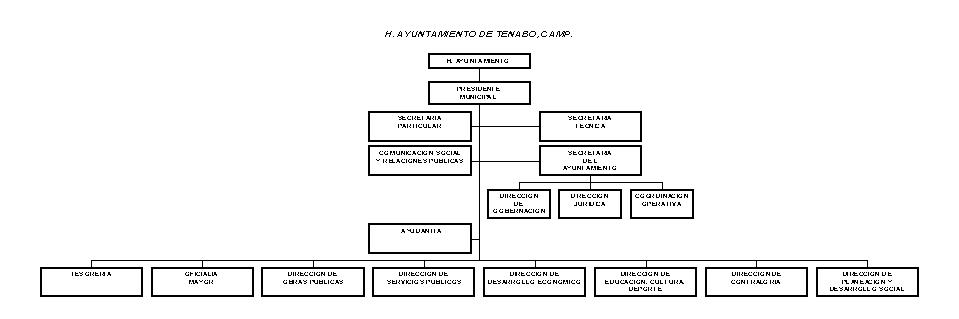 H. AYUNTAMIENTO DE TENABO, CAMP.
H. AYUNTAMIENTO
PRESIDENTE
MUNICIPAL
SECRETARIA
PARTICULAR
SECRETARIA
TECNICA
COMUNICACION SOCIAL
Y RELACIONES PUBLICAS
SECRETARIA
DEL
AYUNTAMIENTO
DIRECCION
DE
GOBERNACION
DIRECCION
JURIDICA
COORDINACION
OPERATIVA
AYUDANTIA
TESORERIA
OFICIALIA
MAYOR
DIRECCION DE
OBRAS PUBLICAS
DIRECCION DE
SERVICIOS PUBLICOS
DIRECCION DE
DESARROLLO ECONOMICO
DIRECCION DE
EDUCACION, CULTURA
DEPORTE
DIRECCION DE
CONTRALORIA
DIRECCION DE
PLANEACION Y
DESARROLLO SOCIAL